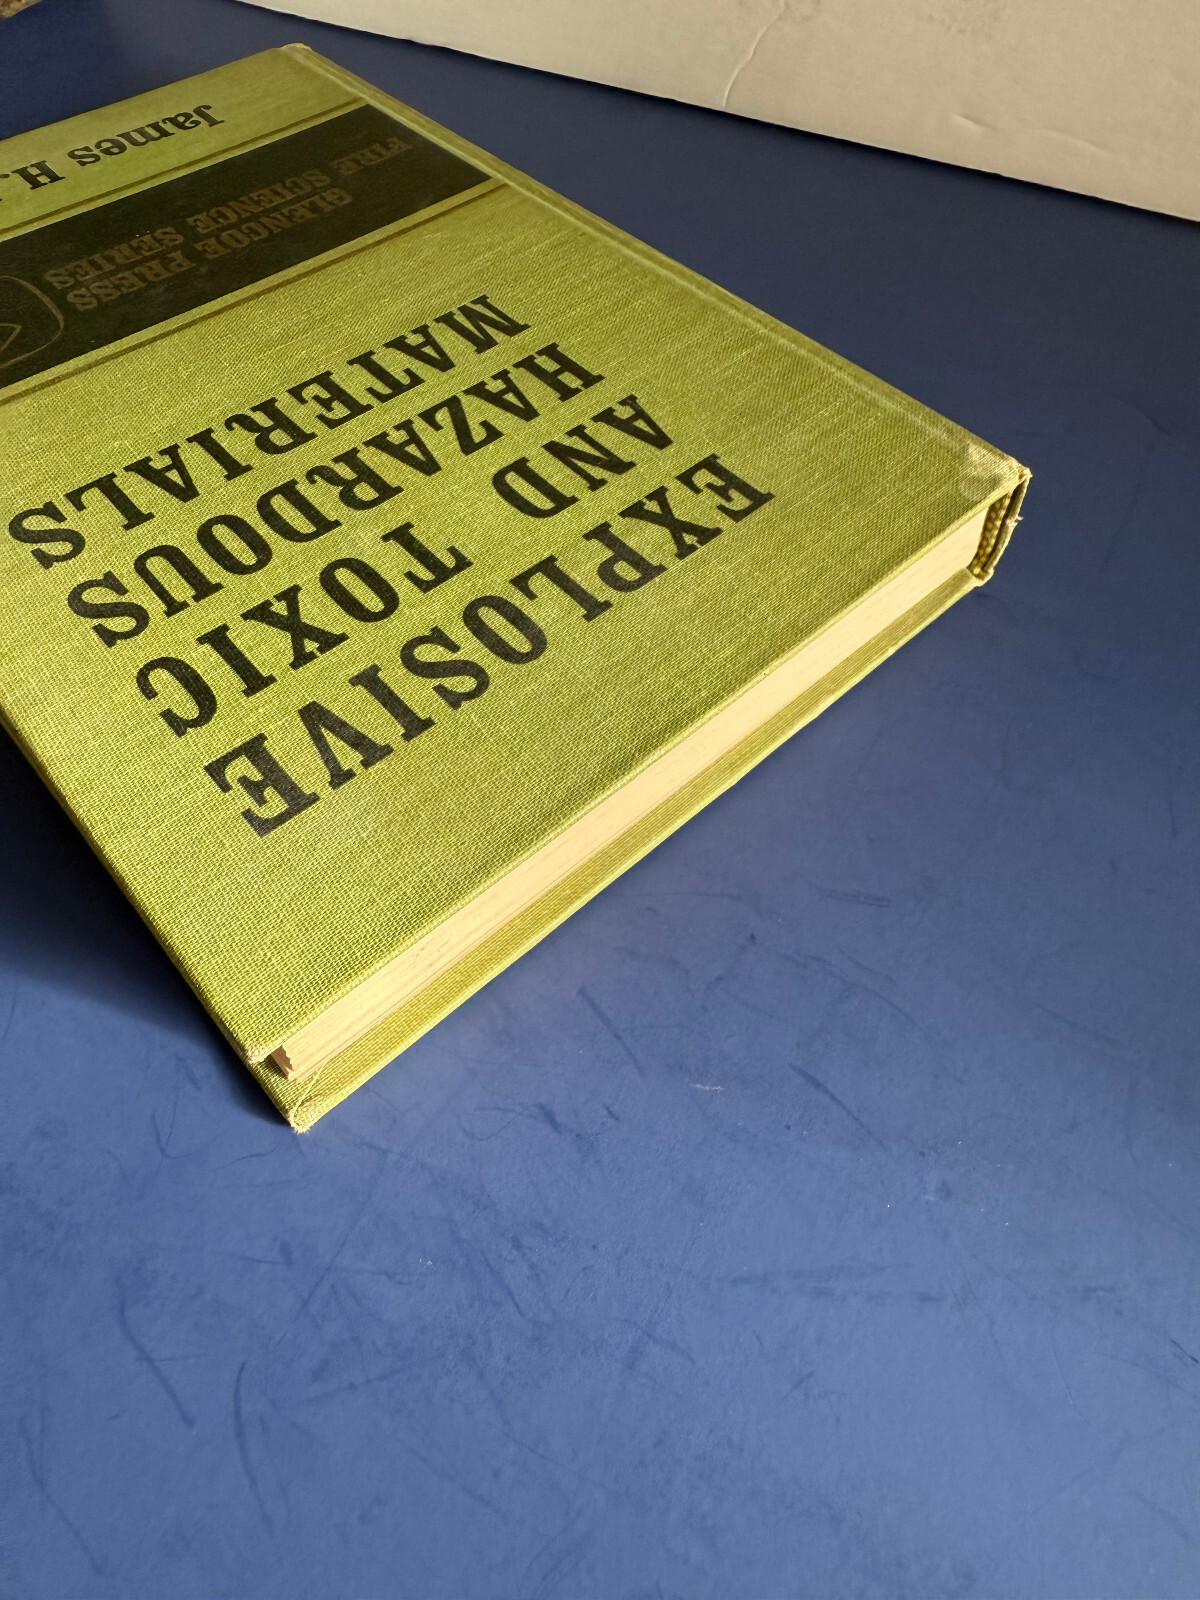 EXPLOSIVE
AND TOXIC
HAZARDOUS
MATERIALS
GLENCOE PRESS
FIRE SCIENCE SERIES
James H.